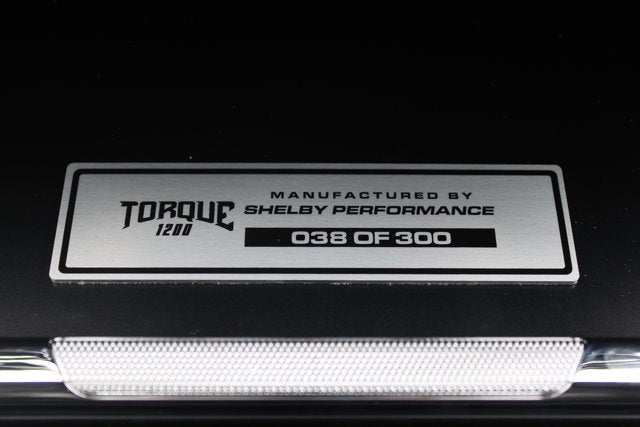 TORQUE
1200
MANUFACTURED BY
SHELBY PERFORMANCE
038 OF 300